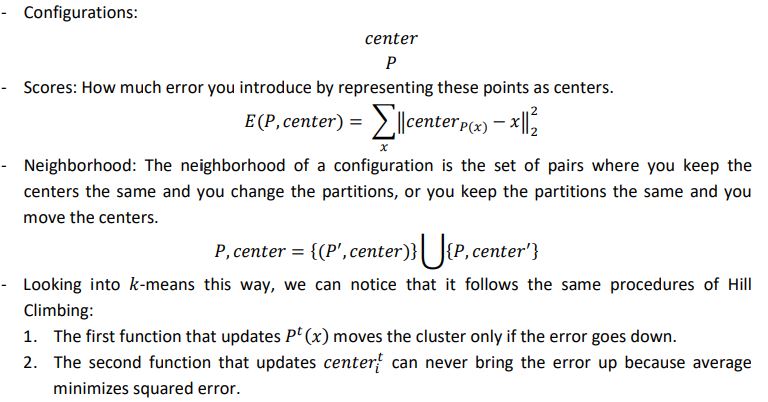 - Configurations:
center
P
- Scores: How much error you introduce by representing these points as centers.
E(P, center) = ∑ₓ‖center_{P(x)} − x‖₂²
- Neighborhood: The neighborhood of a configuration is the set of pairs where you keep the
centers the same and you change the partitions, or you keep the partitions the same and you
move the centers.
P, center = {(P′, center)} ⋃ {P, center′}
- Looking into k-means this way, we can notice that it follows the same procedures of Hill
Climbing:
1. The first function that updates Pᵗ(x) moves the cluster only if the error goes down.
2. The second function that updates centerᵢᵗ can never bring the error up because average
minimizes squared error.